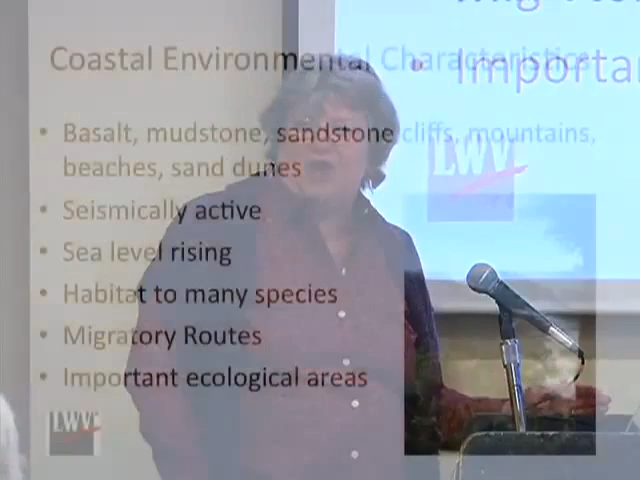 Coastal Environmental Characteristics
• Importa
• Basalt, mudstone, sandstone cliffs, mountains,
beaches, sand dunes
LWV
• Seismically active
• Sea level rising
• Habitat to many species
• Migratory Routes
• Important ecological areas
LWV